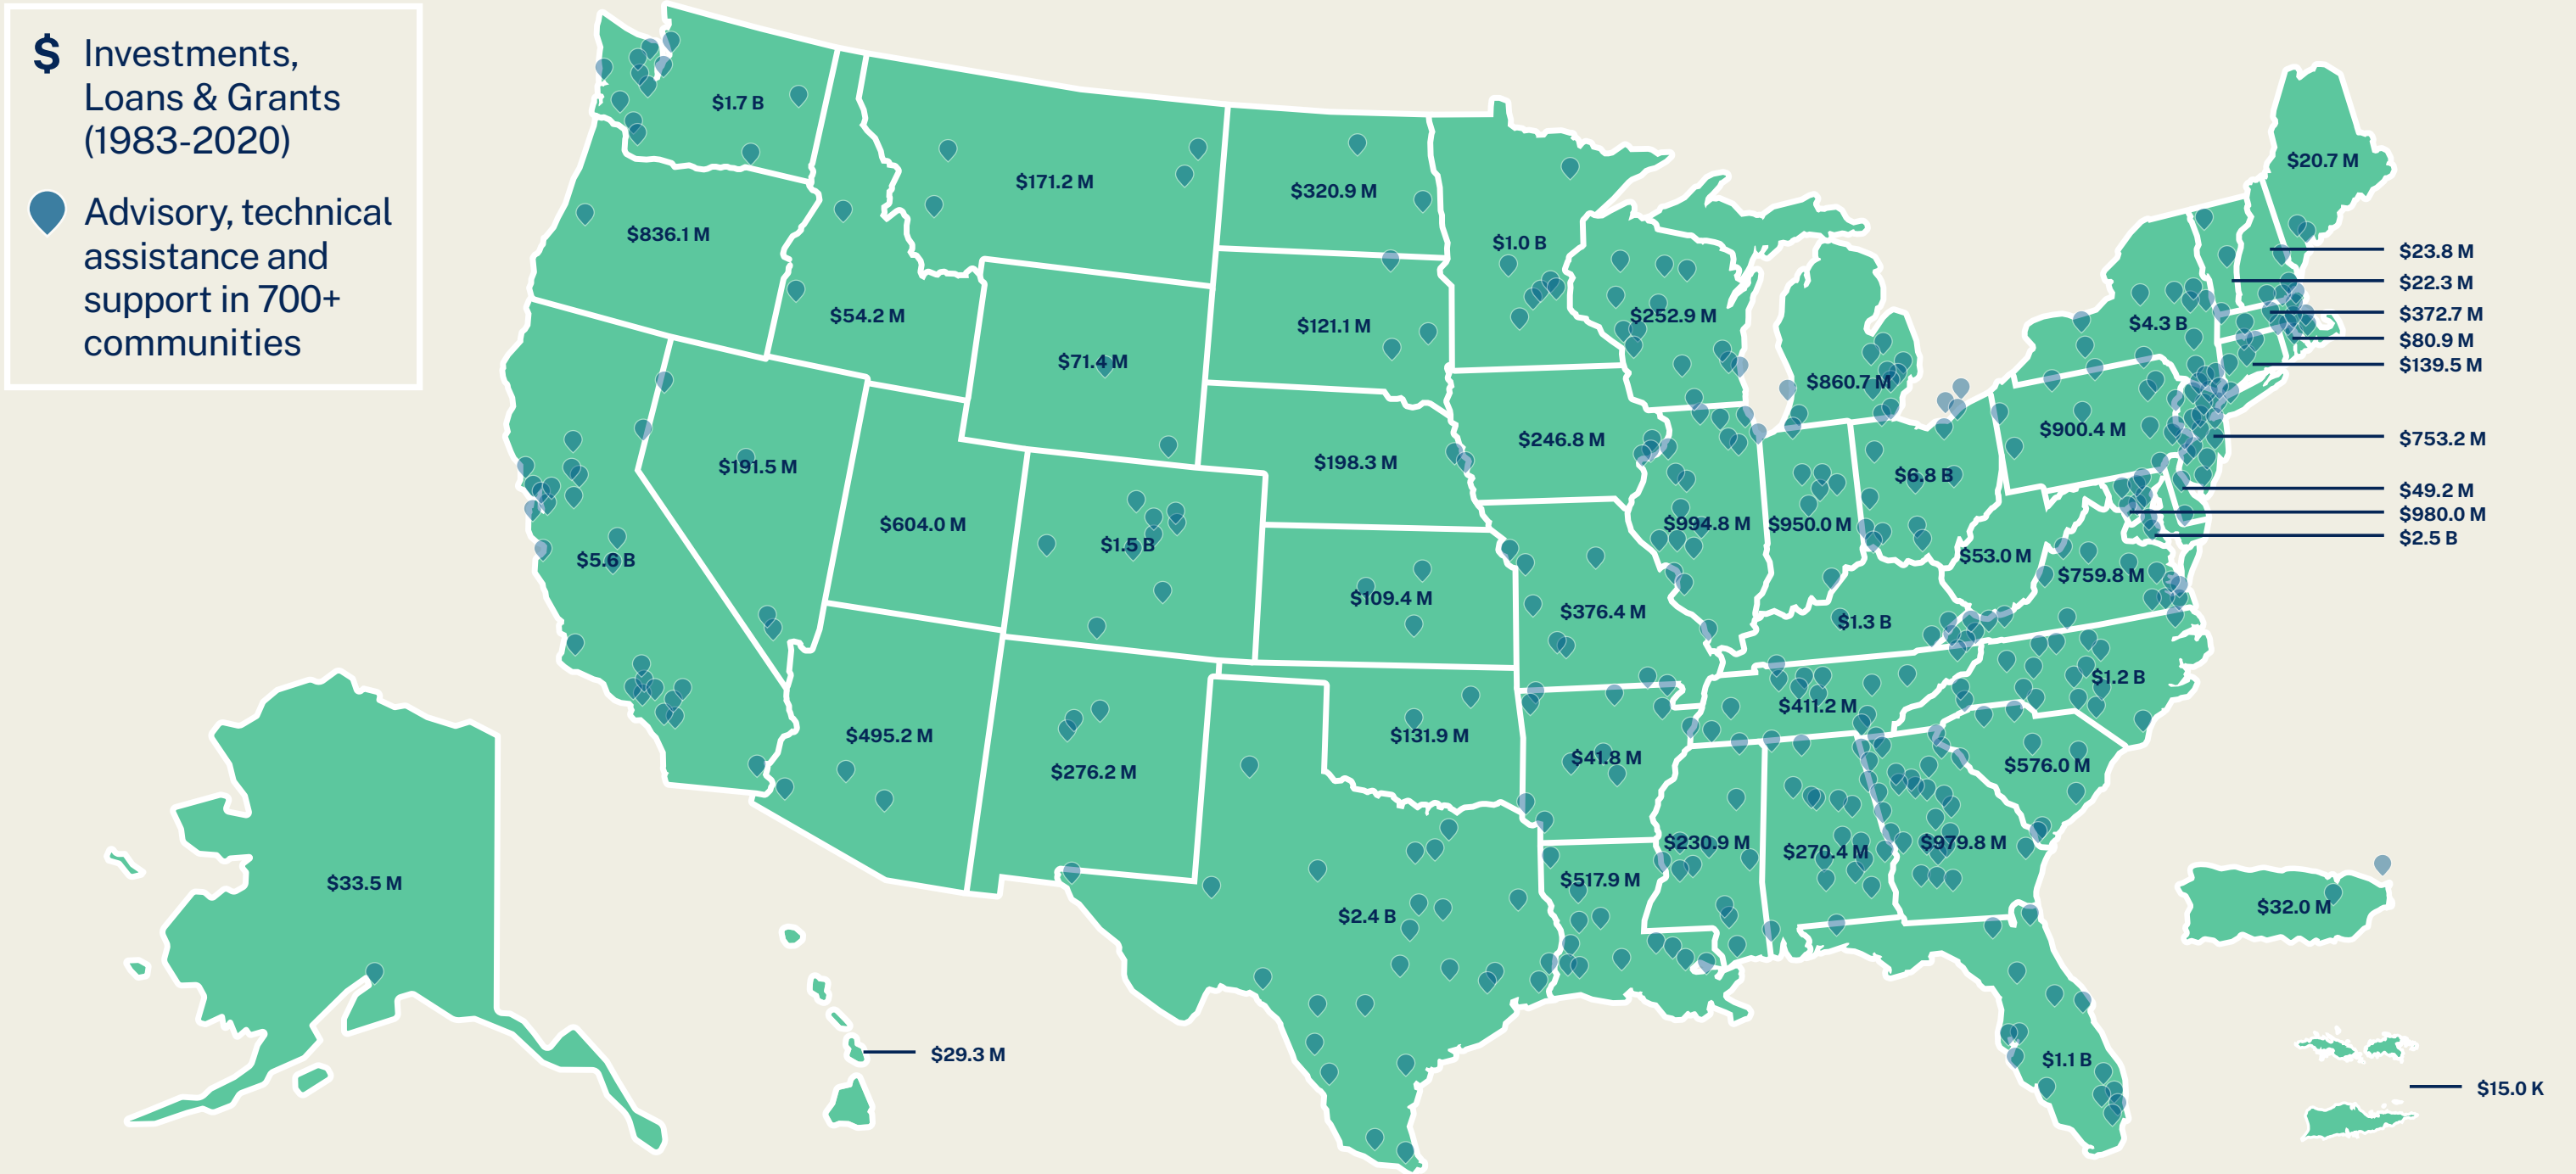 $ Investments,
Loans & Grants
(1983-2020)
Advisory, technical
assistance and
support in 700+
communities
$1.7 B
$20.7 M
$171.2 M
$320.9 M
$836.1 M
$1.0 B
$23.8 M
$22.3 M
$54.2 M
$252.9 M
$372.7 M
$121.1 M
$4.3 B
$80.9 M
$71.4 M
$139.5 M
$860.7 M
$900.4 M
$246.8 M
$753.2 M
$191.5 M
$198.3 M
$6.8 B
$49.2 M
$604.0 M
$994.8 M
$950.0 M
$980.0 M
$2.5 B
$1.5 B
$5.6 B
$53.0 M
$759.8 M
$109.4 M
$376.4 M
$1.3 B
$1.2 B
$411.2 M
$495.2 M
$131.9 M
$41.8 M
$576.0 M
$276.2 M
$230.9 M
$270.4 M
$979.8 M
$33.5 M
$517.9 M
$32.0 M
$2.4 B
$29.3 M
$1.1 B
$15.0 K